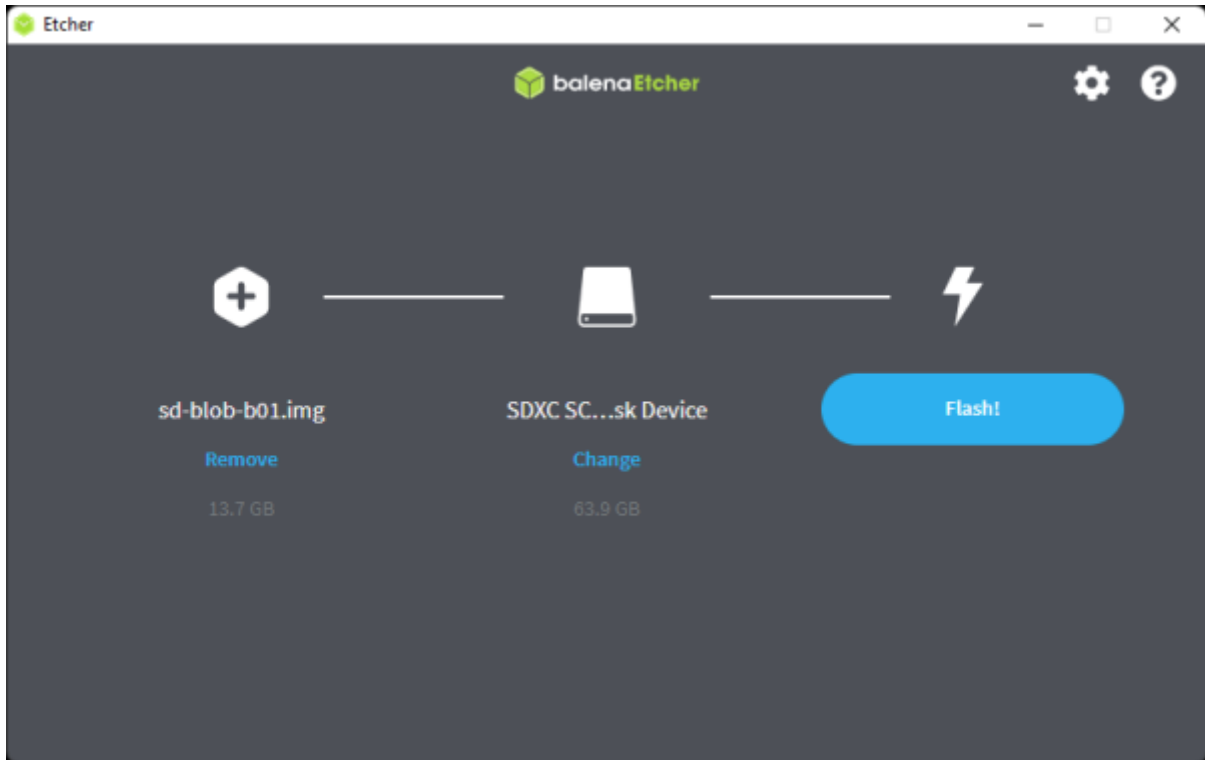 Etcher
balenaEtcher
sd-blob-b01.img
SDXC SC...sk Device
Flash!
Remove
Change
13.7 GB
63.9 GB